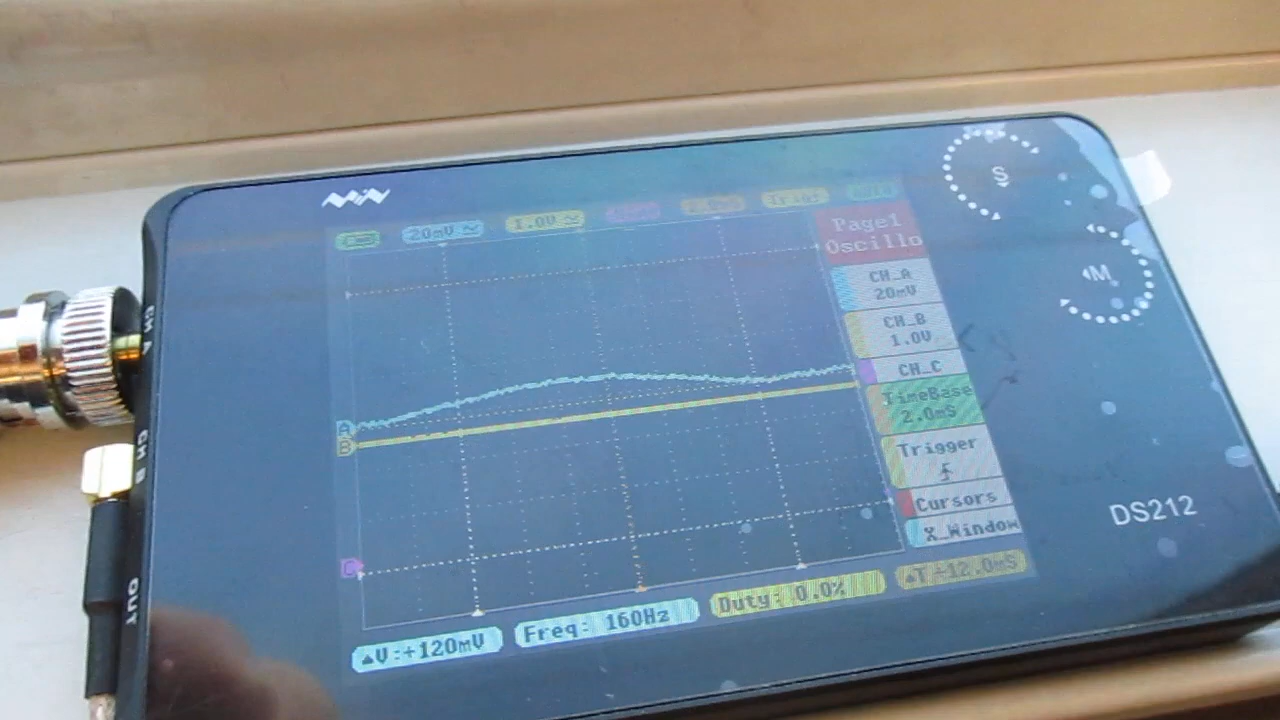 20mV
1.0V
Page1
Oscillo
CH_A
20mV
CH_B
1.0V
CH_C
TimeBase
2.0mS
Trigger
Cursors
X_Window
A
B
C
▲V:+120mV
Freq: 160Hz
Duty: 0.0%
▲T +12.0mS
S
M
DS212
CH A
CH B
OUT